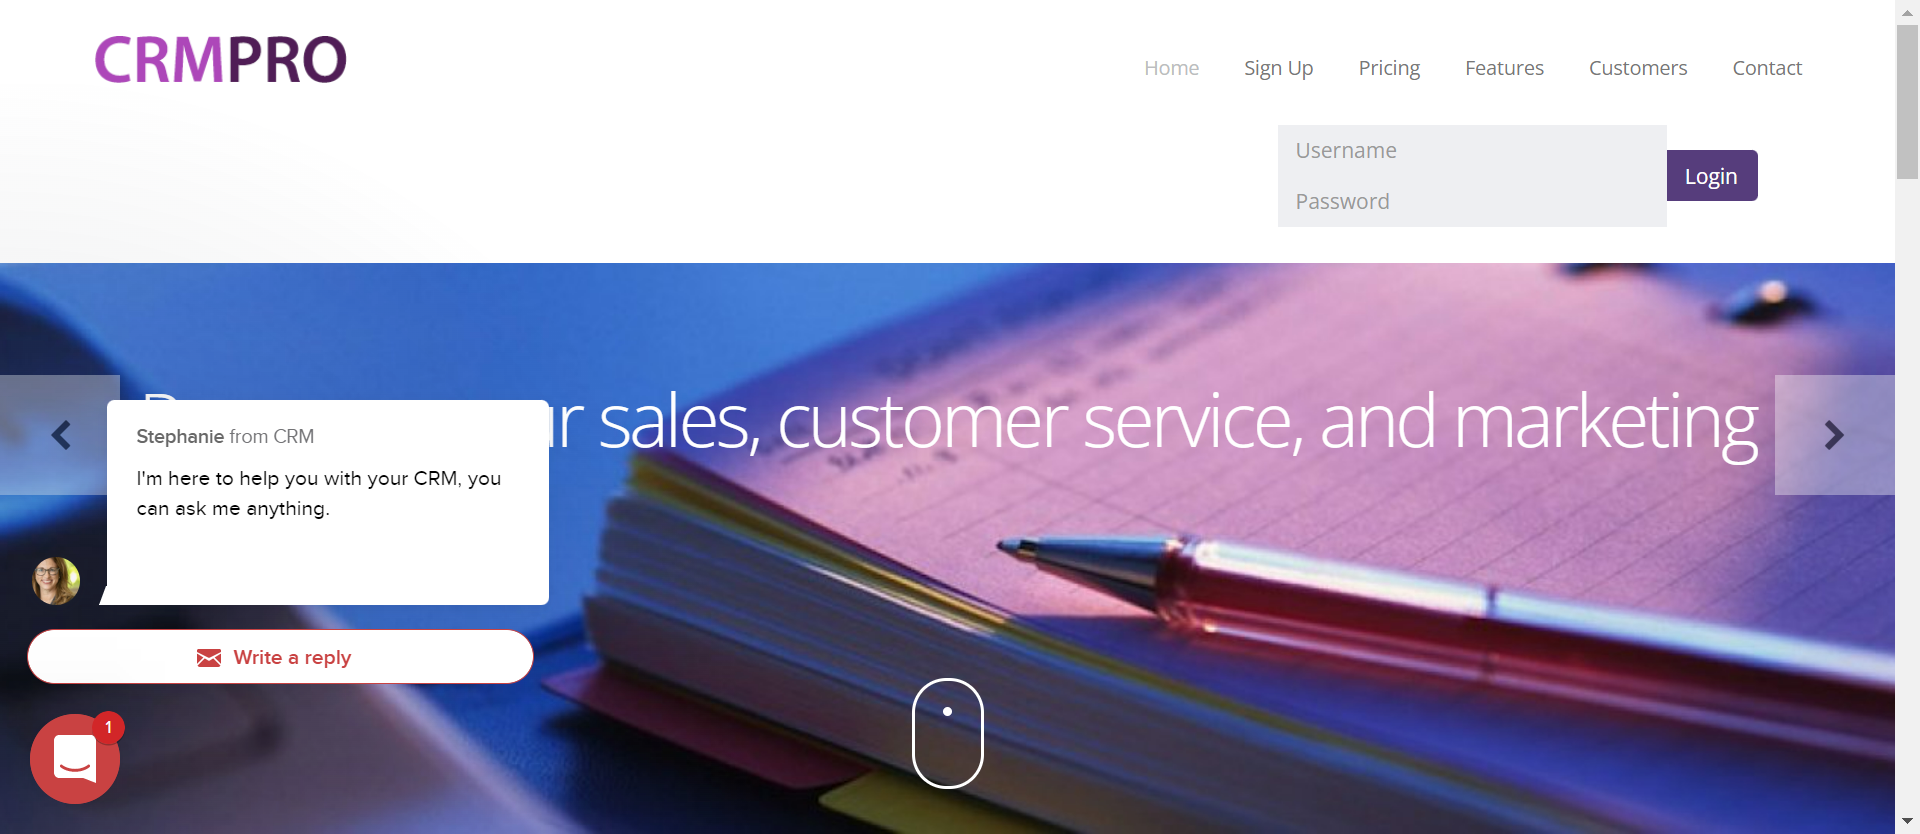 CRMPRO
Home Sign Up Pricing Features Customers Contact
Username
Login
Password
sales, customer service, and marketing
Stephanie from CRM
I'm here to help you with your CRM, you
can ask me anything.
Write a reply
1